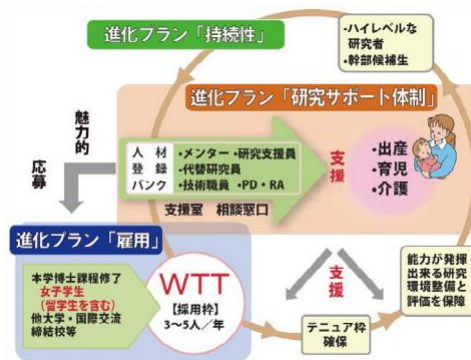 進化プラン「持続性」
・ハイレベルな
研究者
・幹部候補生
進化プラン「研究サポート体制」
魅力的
応募
人材
登録
バンク
・メンター・研究支援員
・代替研究員
・技術職員・PD・RA
支援室 相談窓口
支援
・出産
・育児
・介護
進化プラン「雇用」
本学博士課程修了
女子学生
(留学生を含む)
他大学・国際交流
締結校等
WTT
【採用枠】
3~5人/年
支援
テニュア枠
確保
能力が発揮
出来る研究
環境整備と
評価を保障